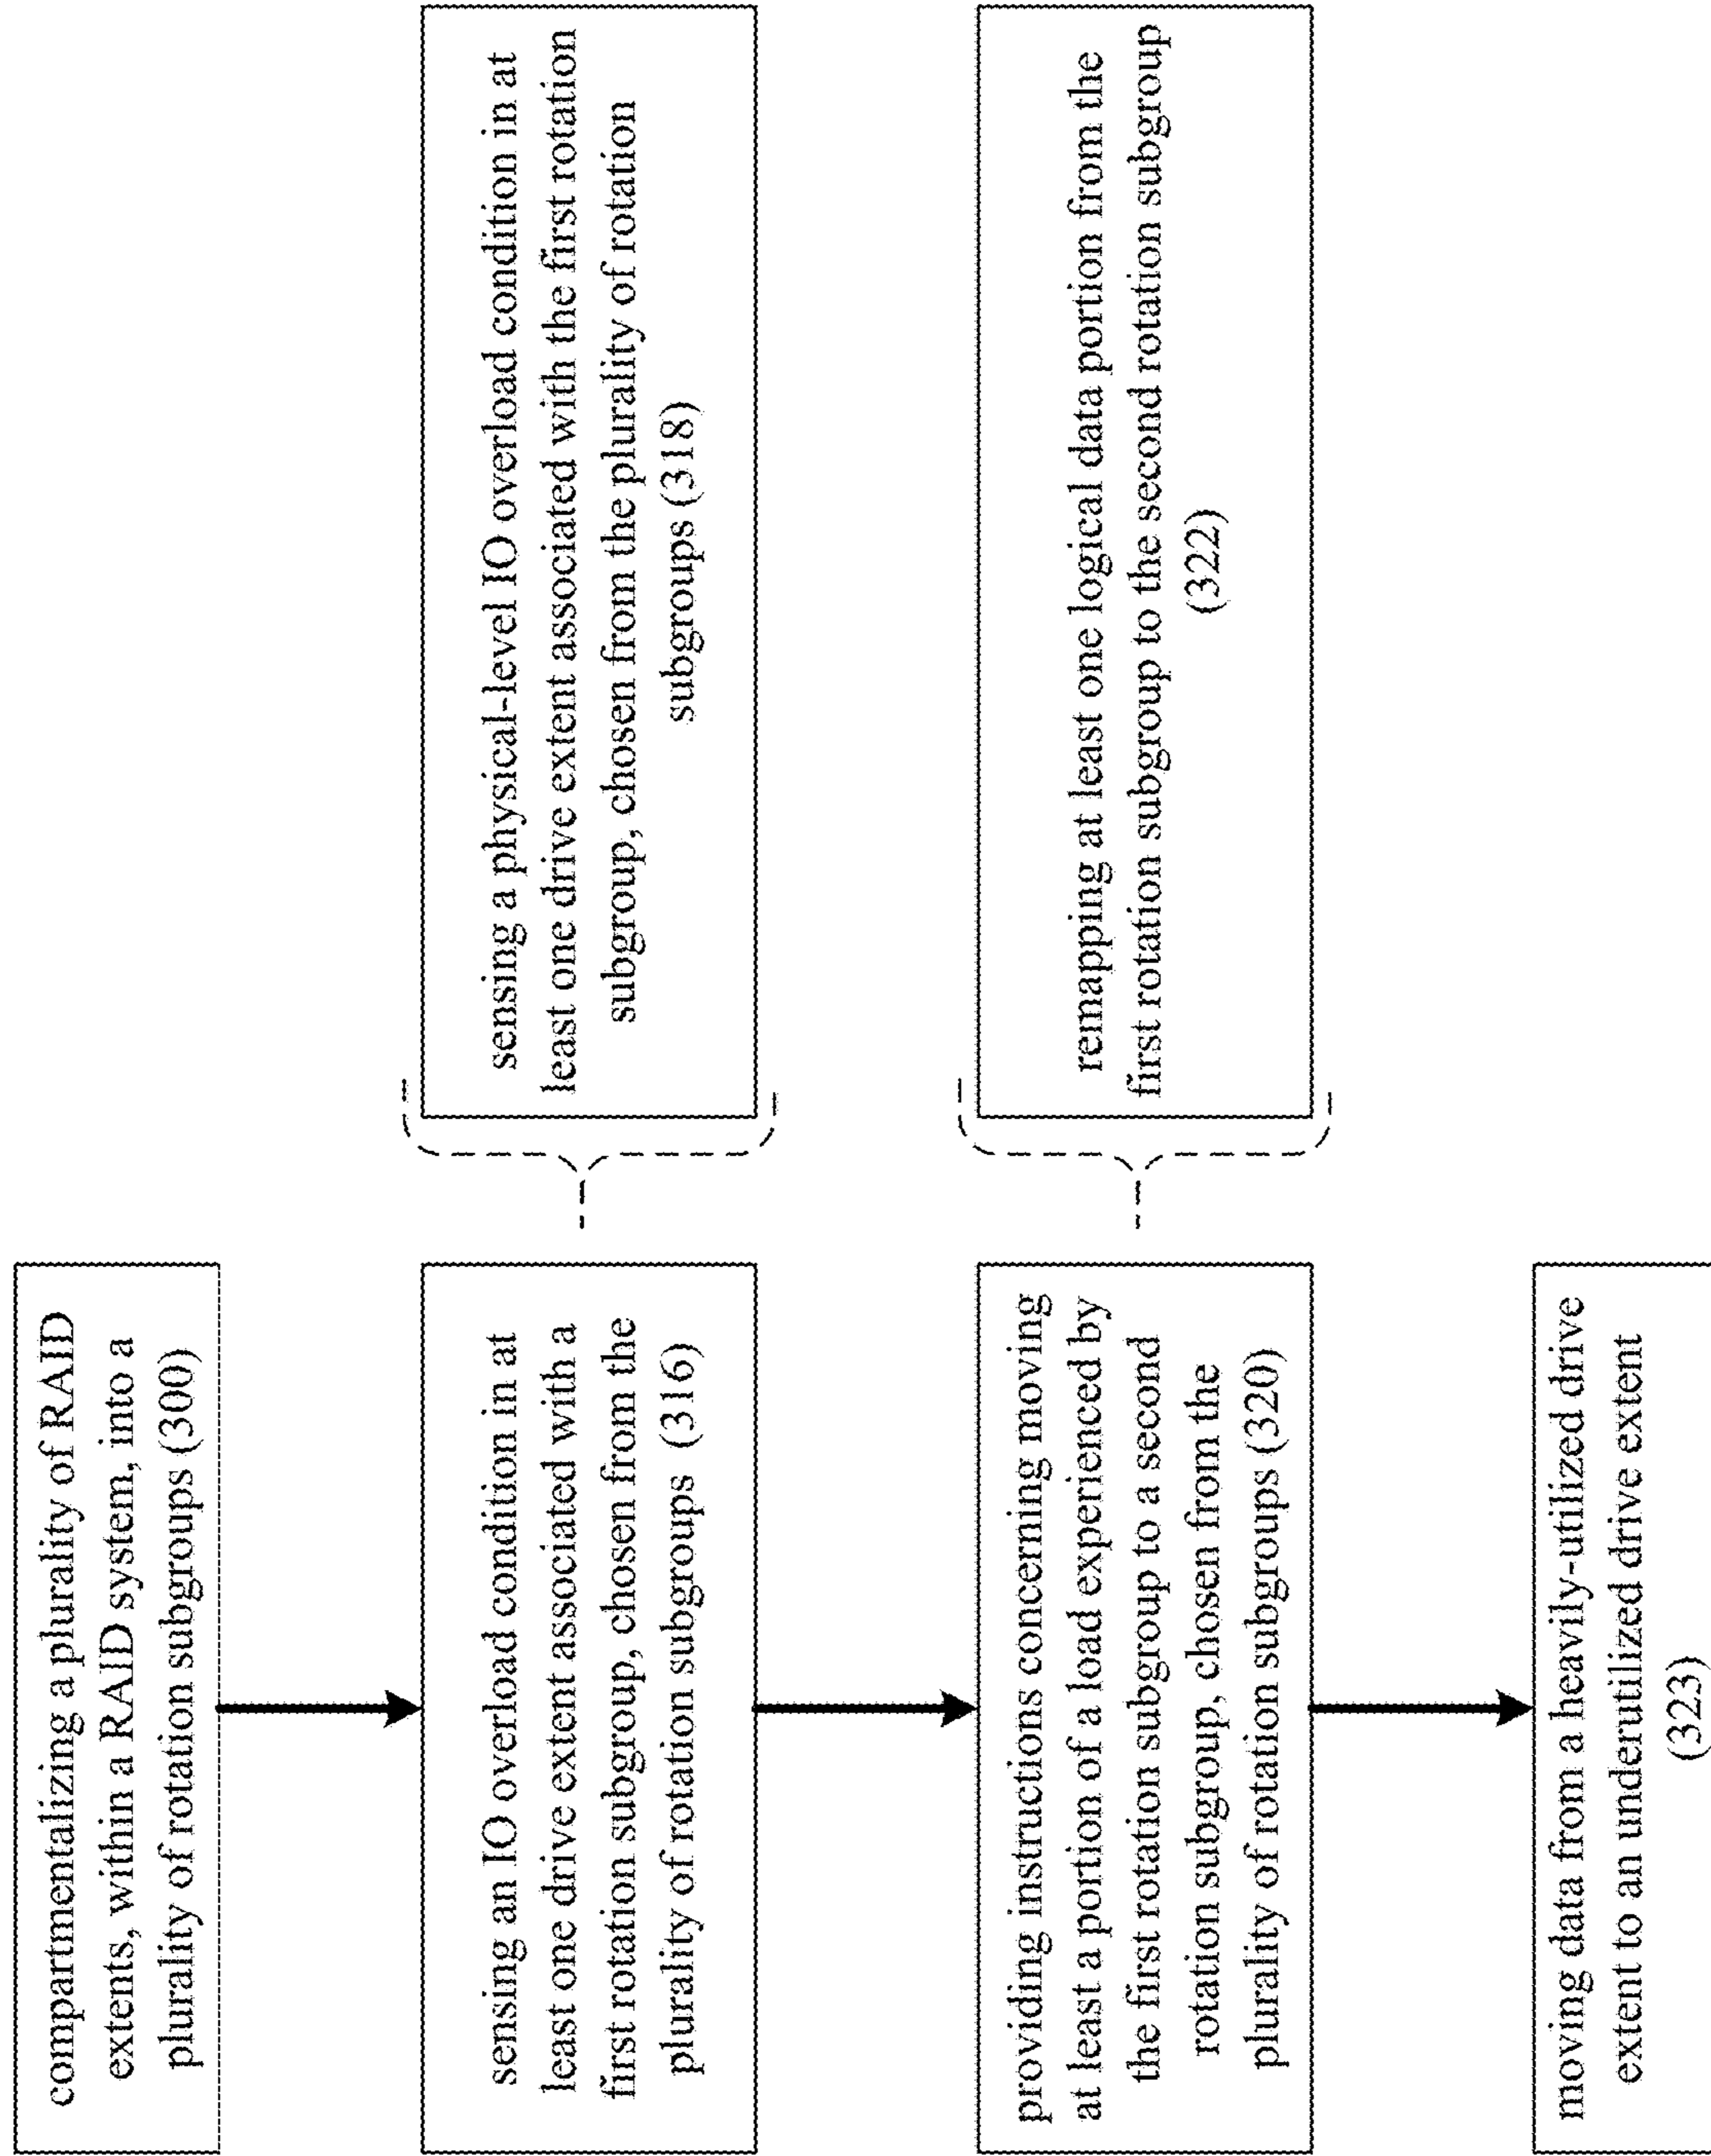 compartmentalizing a plurality of RAID
extents, within a RAID system, into a
plurality of rotation subgroups (300)
sensing an IO overload condition in at
least one drive extent associated with a
first rotation subgroup, chosen from the
plurality of rotation subgroups (316)
sensing a physical-level IO overload condition in at
least one drive extent associated with the first rotation
subgroup, chosen from the plurality of rotation
subgroups (318)
providing instructions concerning moving
at least a portion of a load experienced by
the first rotation subgroup to a second
rotation subgroup, chosen from the
plurality of rotation subgroups (320)
remapping at least one logical data portion from the
first rotation subgroup to the second rotation subgroup
(322)
moving data from a heavily-utilized drive
extent to an underutilized drive extent
(323)